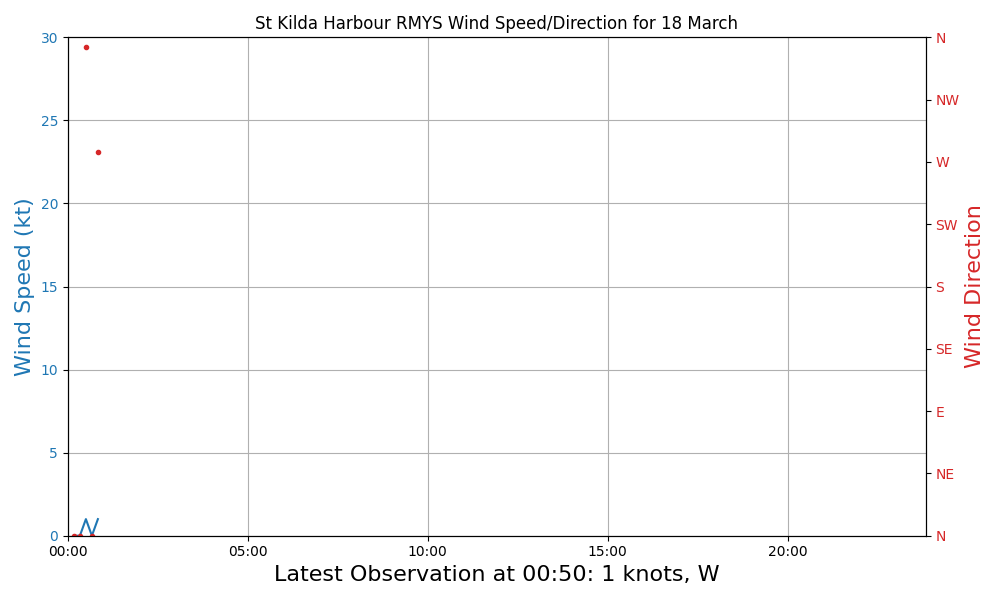 St Kilda Harbour RMYS Wind Speed/Direction for 18 March
30
25
20
15
10
5
0
Wind Speed (kt)
N
NW
W
SW
S
SE
E
NE
N
Wind Direction
00:00 05:00 10:00 15:00 20:00
Latest Observation at 00:50: 1 knots, W